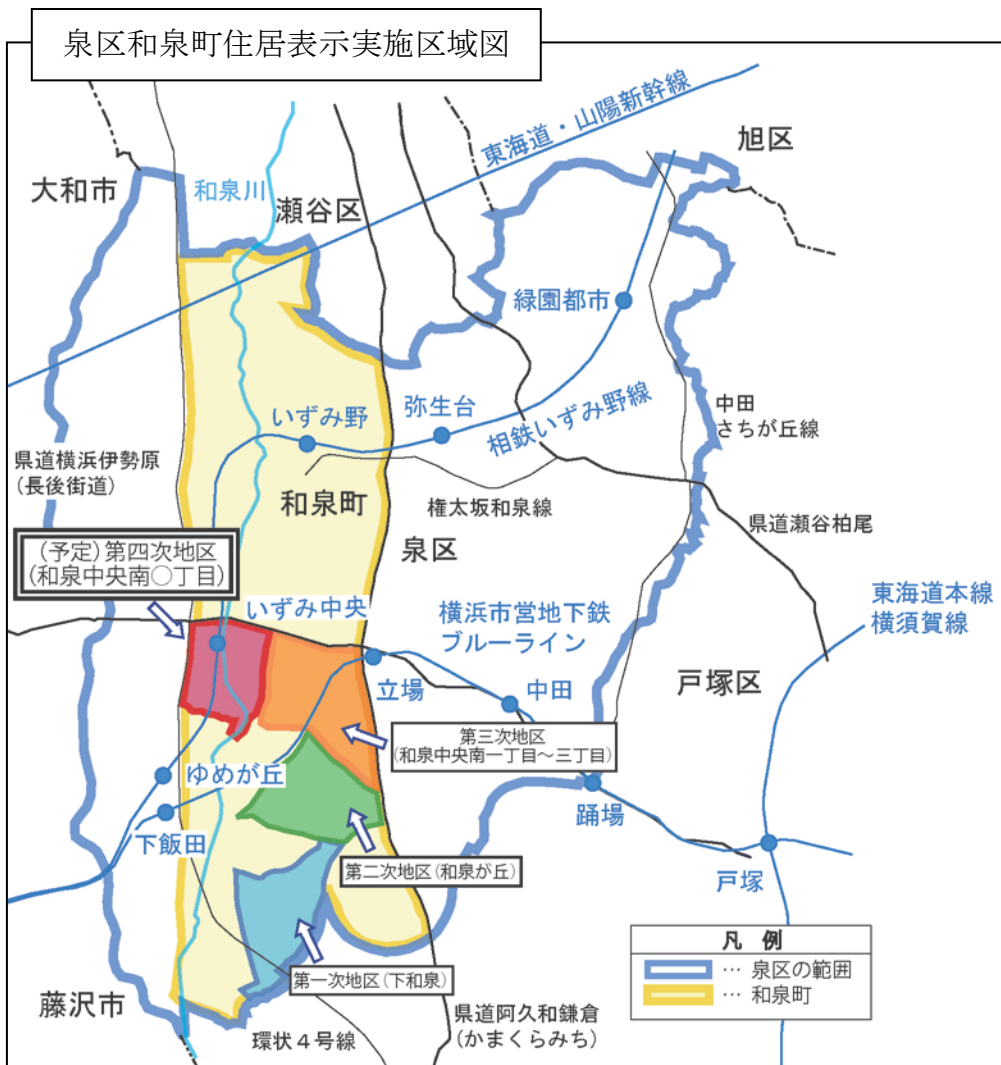 泉区和泉町住居表示実施区域図
東海道・山陽新幹線
旭区
大和市
和泉川
瀬谷区
緑園都市
いずみ野
弥生台
相鉄いずみ野線
中田
さちが丘線
県道横浜伊勢原
(長後街道)
和泉町
権太坂和泉線
県道瀬谷柏尾
泉区
(予定)第四次地区
(和泉中央南○丁目)
いずみ中央
横浜市営地下鉄
ブルーライン
東海道本線
横須賀線
立場
中田
戸塚区
第三次地区
(和泉中央南一丁目～三丁目)
ゆめが丘
下飯田
踊場
第二次地区(和泉が丘)
戸塚
第一次地区(下和泉)
凡 例
… 泉区の範囲
… 和泉町
藤沢市
環状４号線
県道阿久和鎌倉
(かまくらみち)